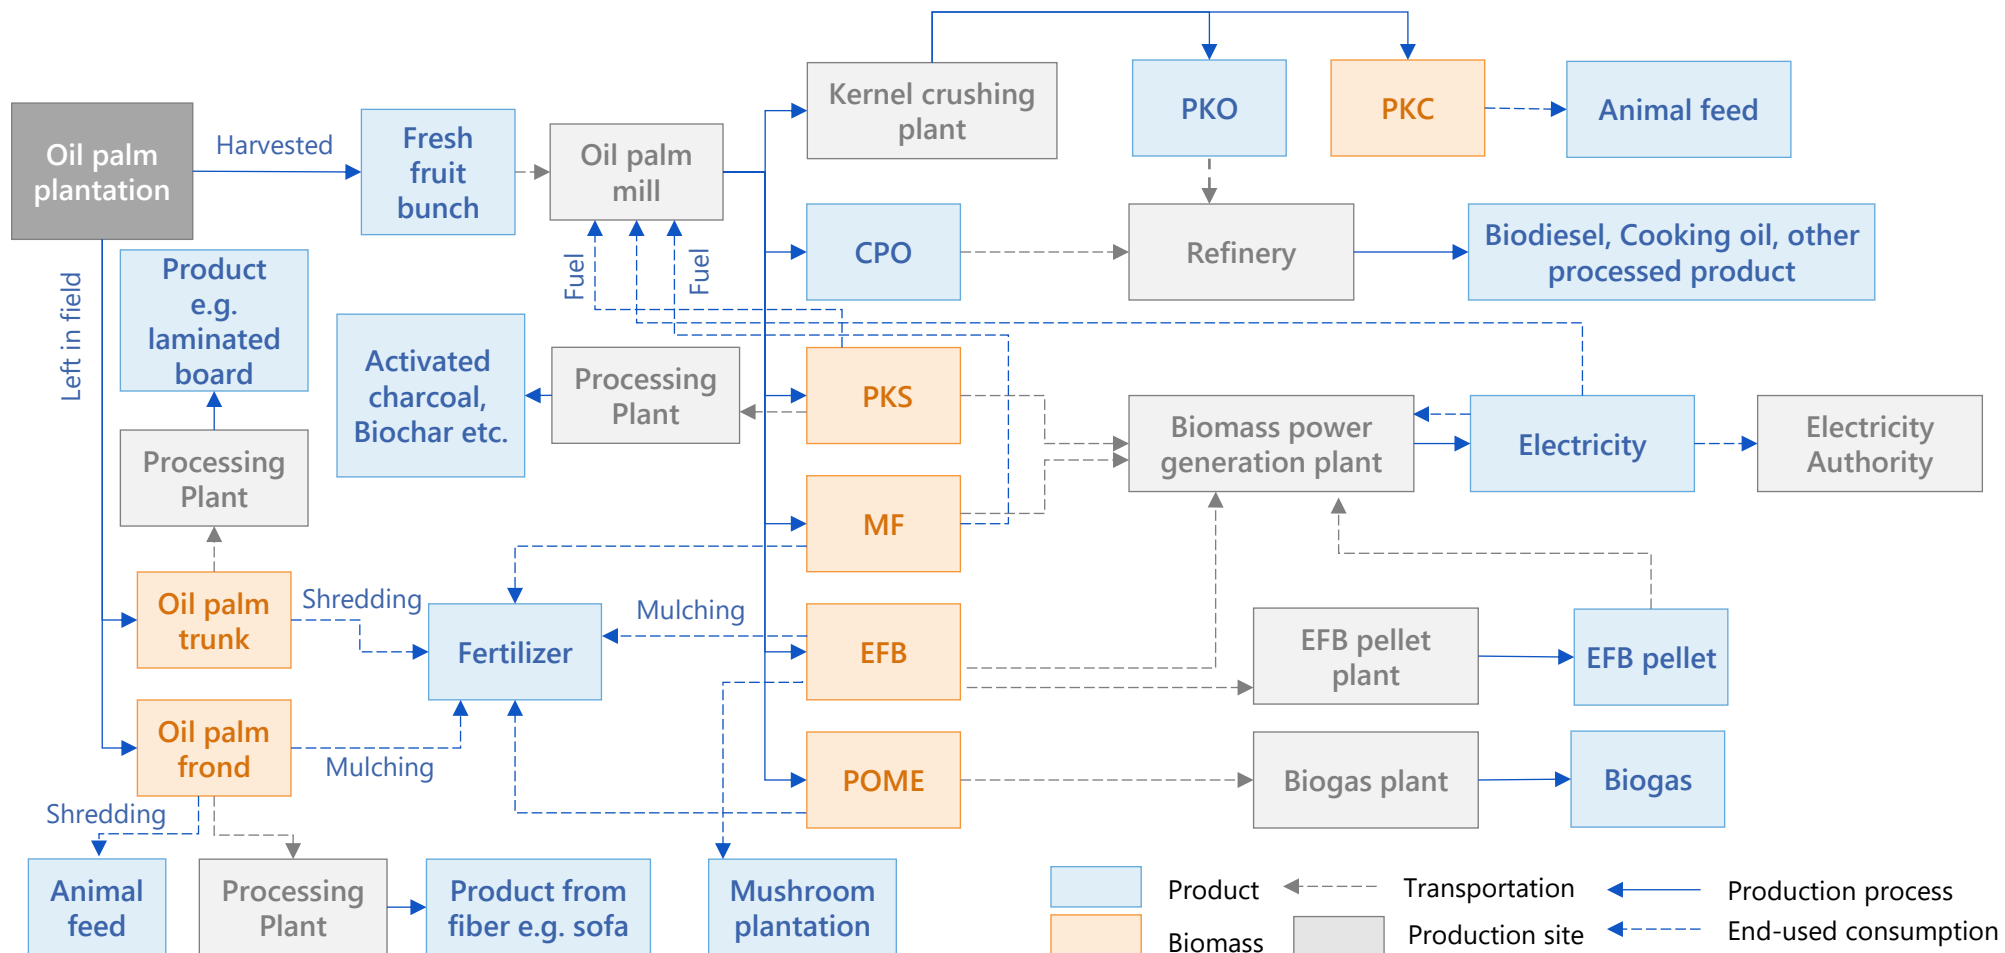 Kernel crushing
plant
PKO
PKC
Animal feed
Oil palm
plantation
Harvested
Fresh
fruit
bunch
Oil palm
mill
CPO
Refinery
Biodiesel, Cooking oil, other
processed product
Left in field
Product
e.g.
laminated
board
Fuel
Fuel
Activated
charcoal,
Biochar etc.
Processing
Plant
PKS
Biomass power
generation plant
Electricity
Electricity
Authority
Processing
Plant
MF
Oil palm
trunk
Shredding
Fertilizer
Mulching
EFB
EFB pellet
plant
EFB pellet
Oil palm
frond
Mulching
POME
Biogas plant
Biogas
Shredding
Animal
feed
Processing
Plant
Product from
fiber e.g. sofa
Mushroom
plantation
Product
Transportation
Production process
Biomass
Production site
End-used consumption